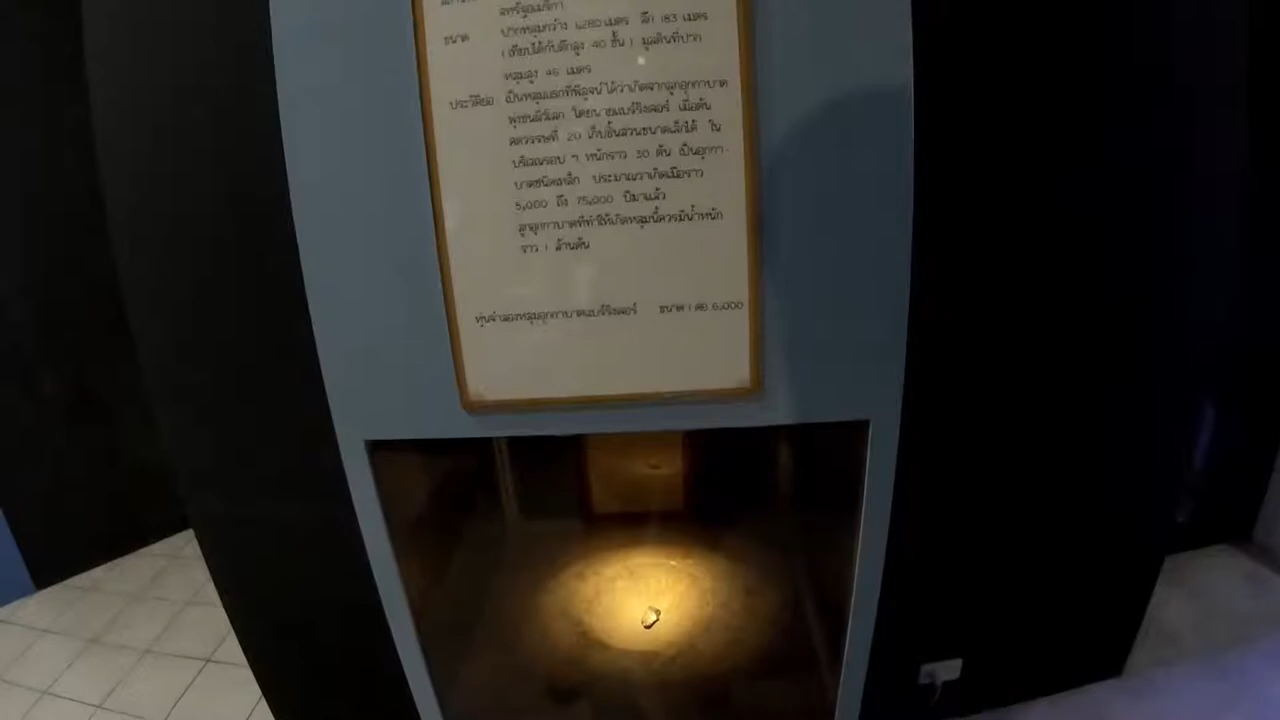 สหรัฐอเมริกา
ขนาด ปากหลุมกว้าง 1,280 เมตร ลึก 183 เมตร
(เทียบได้กับตึกสูง 40 ชั้น) มูลดินที่ปาก
หลุมสูง 45 เมตร
ประวัติย่อ เป็นหลุมแรกที่พิสูจน์ได้ว่าเกิดจากลูกอุกกาบาต
พุ่งชนผิวโลก โดยนายแบร์ริงเจอร์ เมื่อต้น
ศตวรรษที่ 20 เก็บชิ้นส่วนขนาดเล็กได้ ใน
บริเวณรอบ ๆ หนักราว 30 ตัน เป็นอุกกา-
บาตชนิดเหล็ก ประมาณว่าเกิดเมื่อราว
5,000 ถึง 75,000 ปีมาแล้ว
ลูกอุกกาบาตที่ทำให้เกิดหลุมนี้ควรมีน้ำหนัก
ราว 1 ล้านตัน
หุ่นจำลองหลุมอุกกาบาตแบร์ริงเจอร์ ขนาด 1 ต่อ 6,000